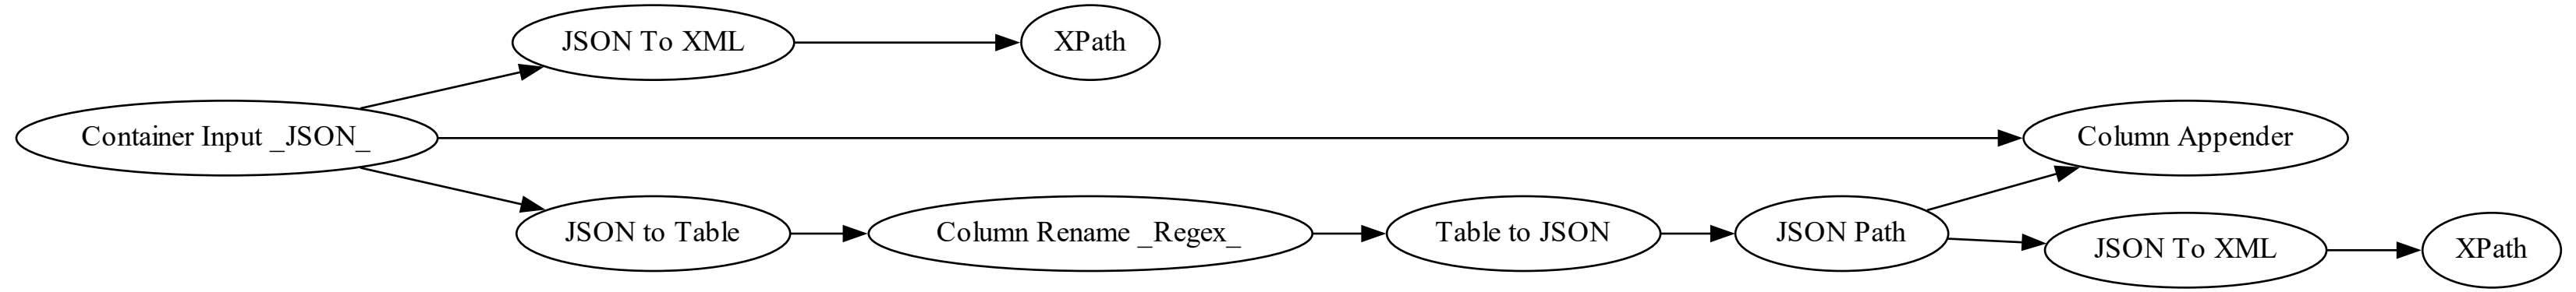 JSON To XML
XPath
Container Input _JSON_
Column Appender
JSON to Table
Column Rename _Regex_
Table to JSON
JSON Path
JSON To XML
XPath